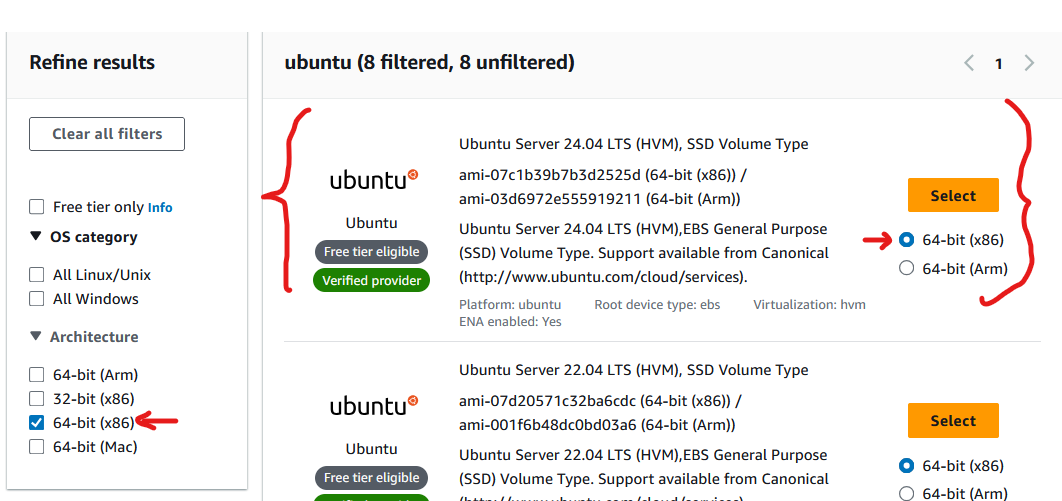 Refine results
Clear all filters
Free tier only Info
OS category
All Linux/Unix
All Windows
Architecture
64-bit (Arm)
32-bit (x86)
64-bit (x86)
64-bit (Mac)
ubuntu (8 filtered, 8 unfiltered)
1
ubuntu
Ubuntu
Free tier eligible
Verified provider
Ubuntu Server 24.04 LTS (HVM), SSD Volume Type
ami-07c1b39b7b3d2525d (64-bit (x86)) /
ami-03d6972e555919211 (64-bit (Arm))
Ubuntu Server 24.04 LTS (HVM),EBS General Purpose
(SSD) Volume Type. Support available from Canonical
(http://www.ubuntu.com/cloud/services).
Platform: ubuntu Root device type: ebs Virtualization: hvm
ENA enabled: Yes
Select
64-bit (x86)
64-bit (Arm)
ubuntu
Ubuntu
Free tier eligible
Ubuntu Server 22.04 LTS (HVM), SSD Volume Type
ami-07d20571c32ba6cdc (64-bit (x86)) /
ami-001f6b48dc0bd03a6 (64-bit (Arm))
Ubuntu Server 22.04 LTS (HVM),EBS General Purpose
(SSD) Volume Type. Support available from Canonical
Select
64-bit (x86)
64-bit (Arm)